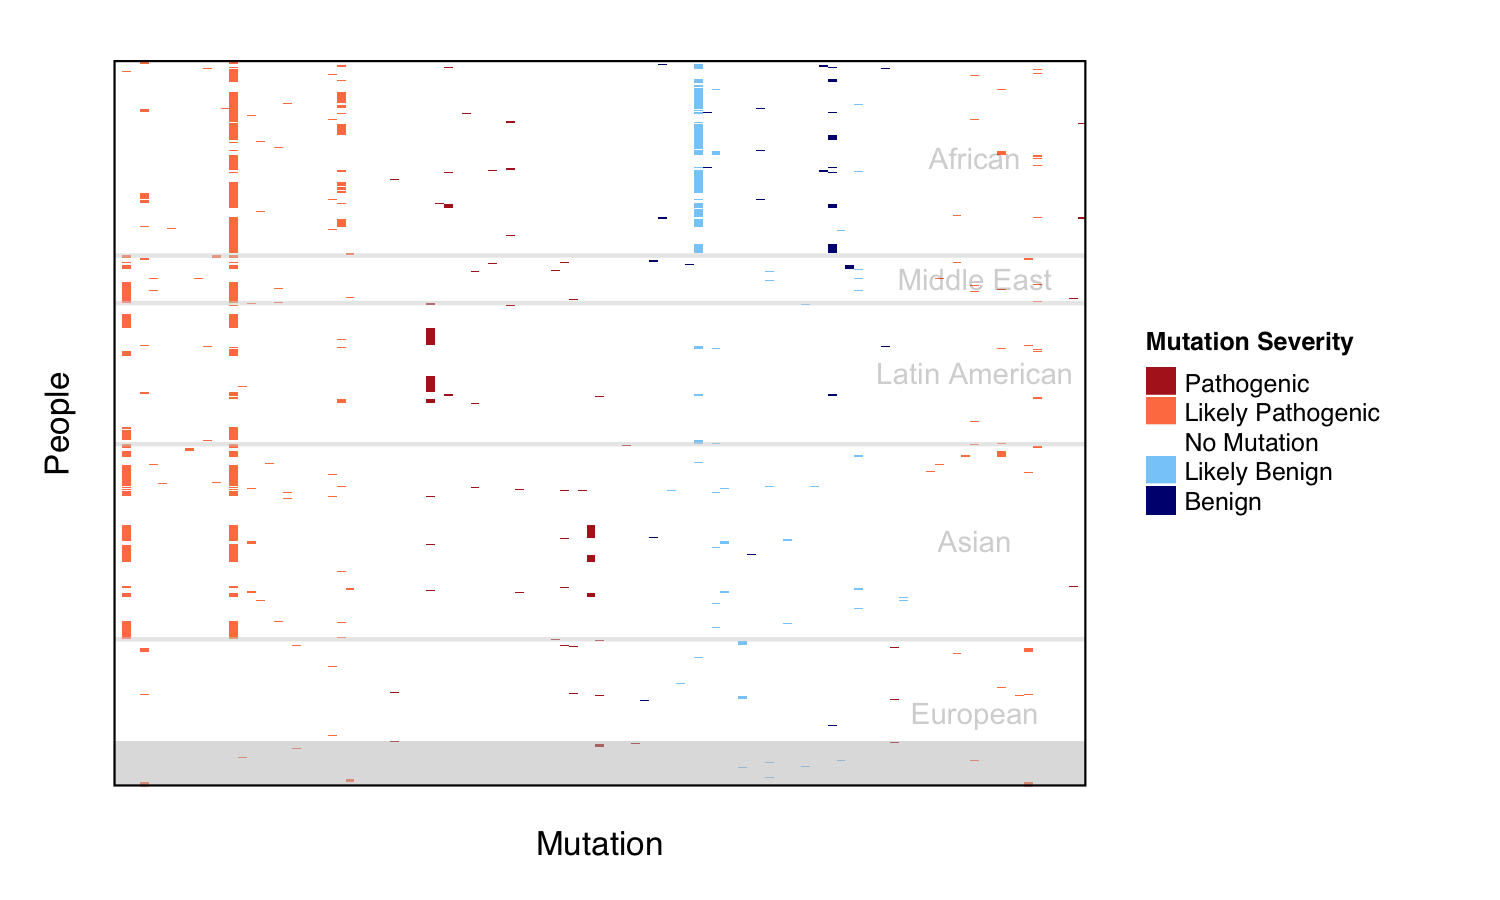 African
Middle East
Latin American
Asian
European
People
Mutation
Mutation Severity
Pathogenic
Likely Pathogenic
No Mutation
Likely Benign
Benign